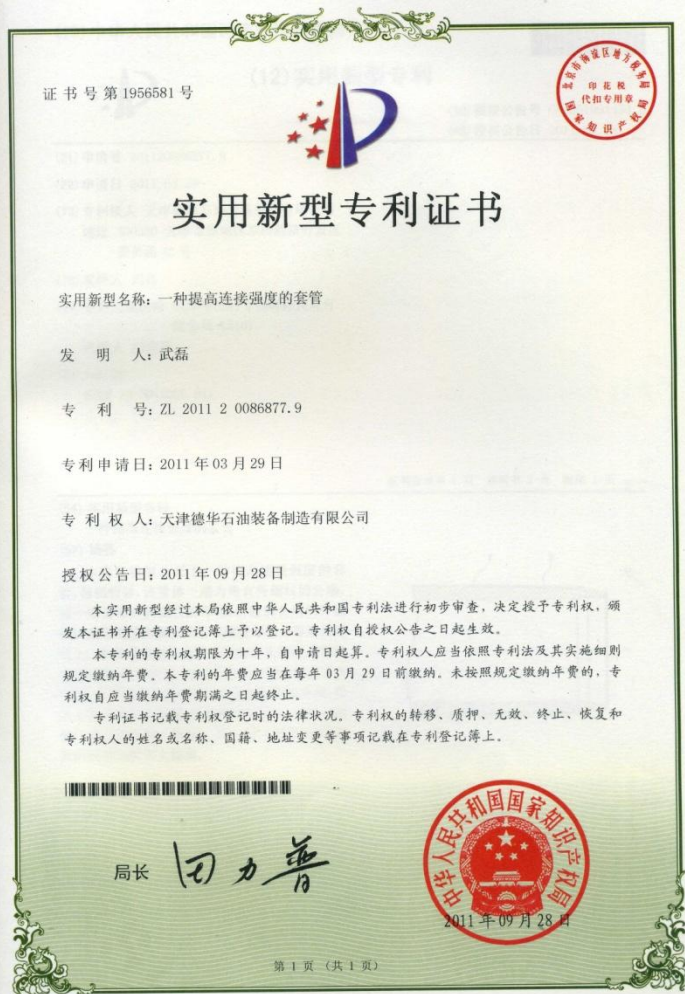 证书号第1956581号
北京市海淀区地方税务局
印花税
代扣专用章
国家知识产权局
实用新型专利证书
实用新型名称：一种提高连接强度的套管
发 明 人：武磊
专 利 号：ZL 2011 2 0086877.9
专利申请日：2011年03月29日
专 利 权 人：天津德华石油装备制造有限公司
授权公告日：2011年09月28日
本实用新型经过本局依照中华人民共和国专利法进行初步审查，决定授予专利权，颁
发本证书并在专利登记簿上予以登记。专利权自授权公告之日起生效。
本专利的专利权期限为十年，自申请日起算。专利权人应当依照专利法及其实施细则
规定缴纳年费。本专利的年费应当在每年03月29日前缴纳。未按照规定缴纳年费的，专
利权自应当缴纳年费期满之日起终止。
专利证书记载专利权登记时的法律状况。专利权的转移、质押、无效、终止、恢复和
专利权人的姓名或名称、国籍、地址变更等事项记载在专利登记簿上。
局长 田力普
中华人民共和国国家知识产权局
2011年09月28日
第1页（共1页）